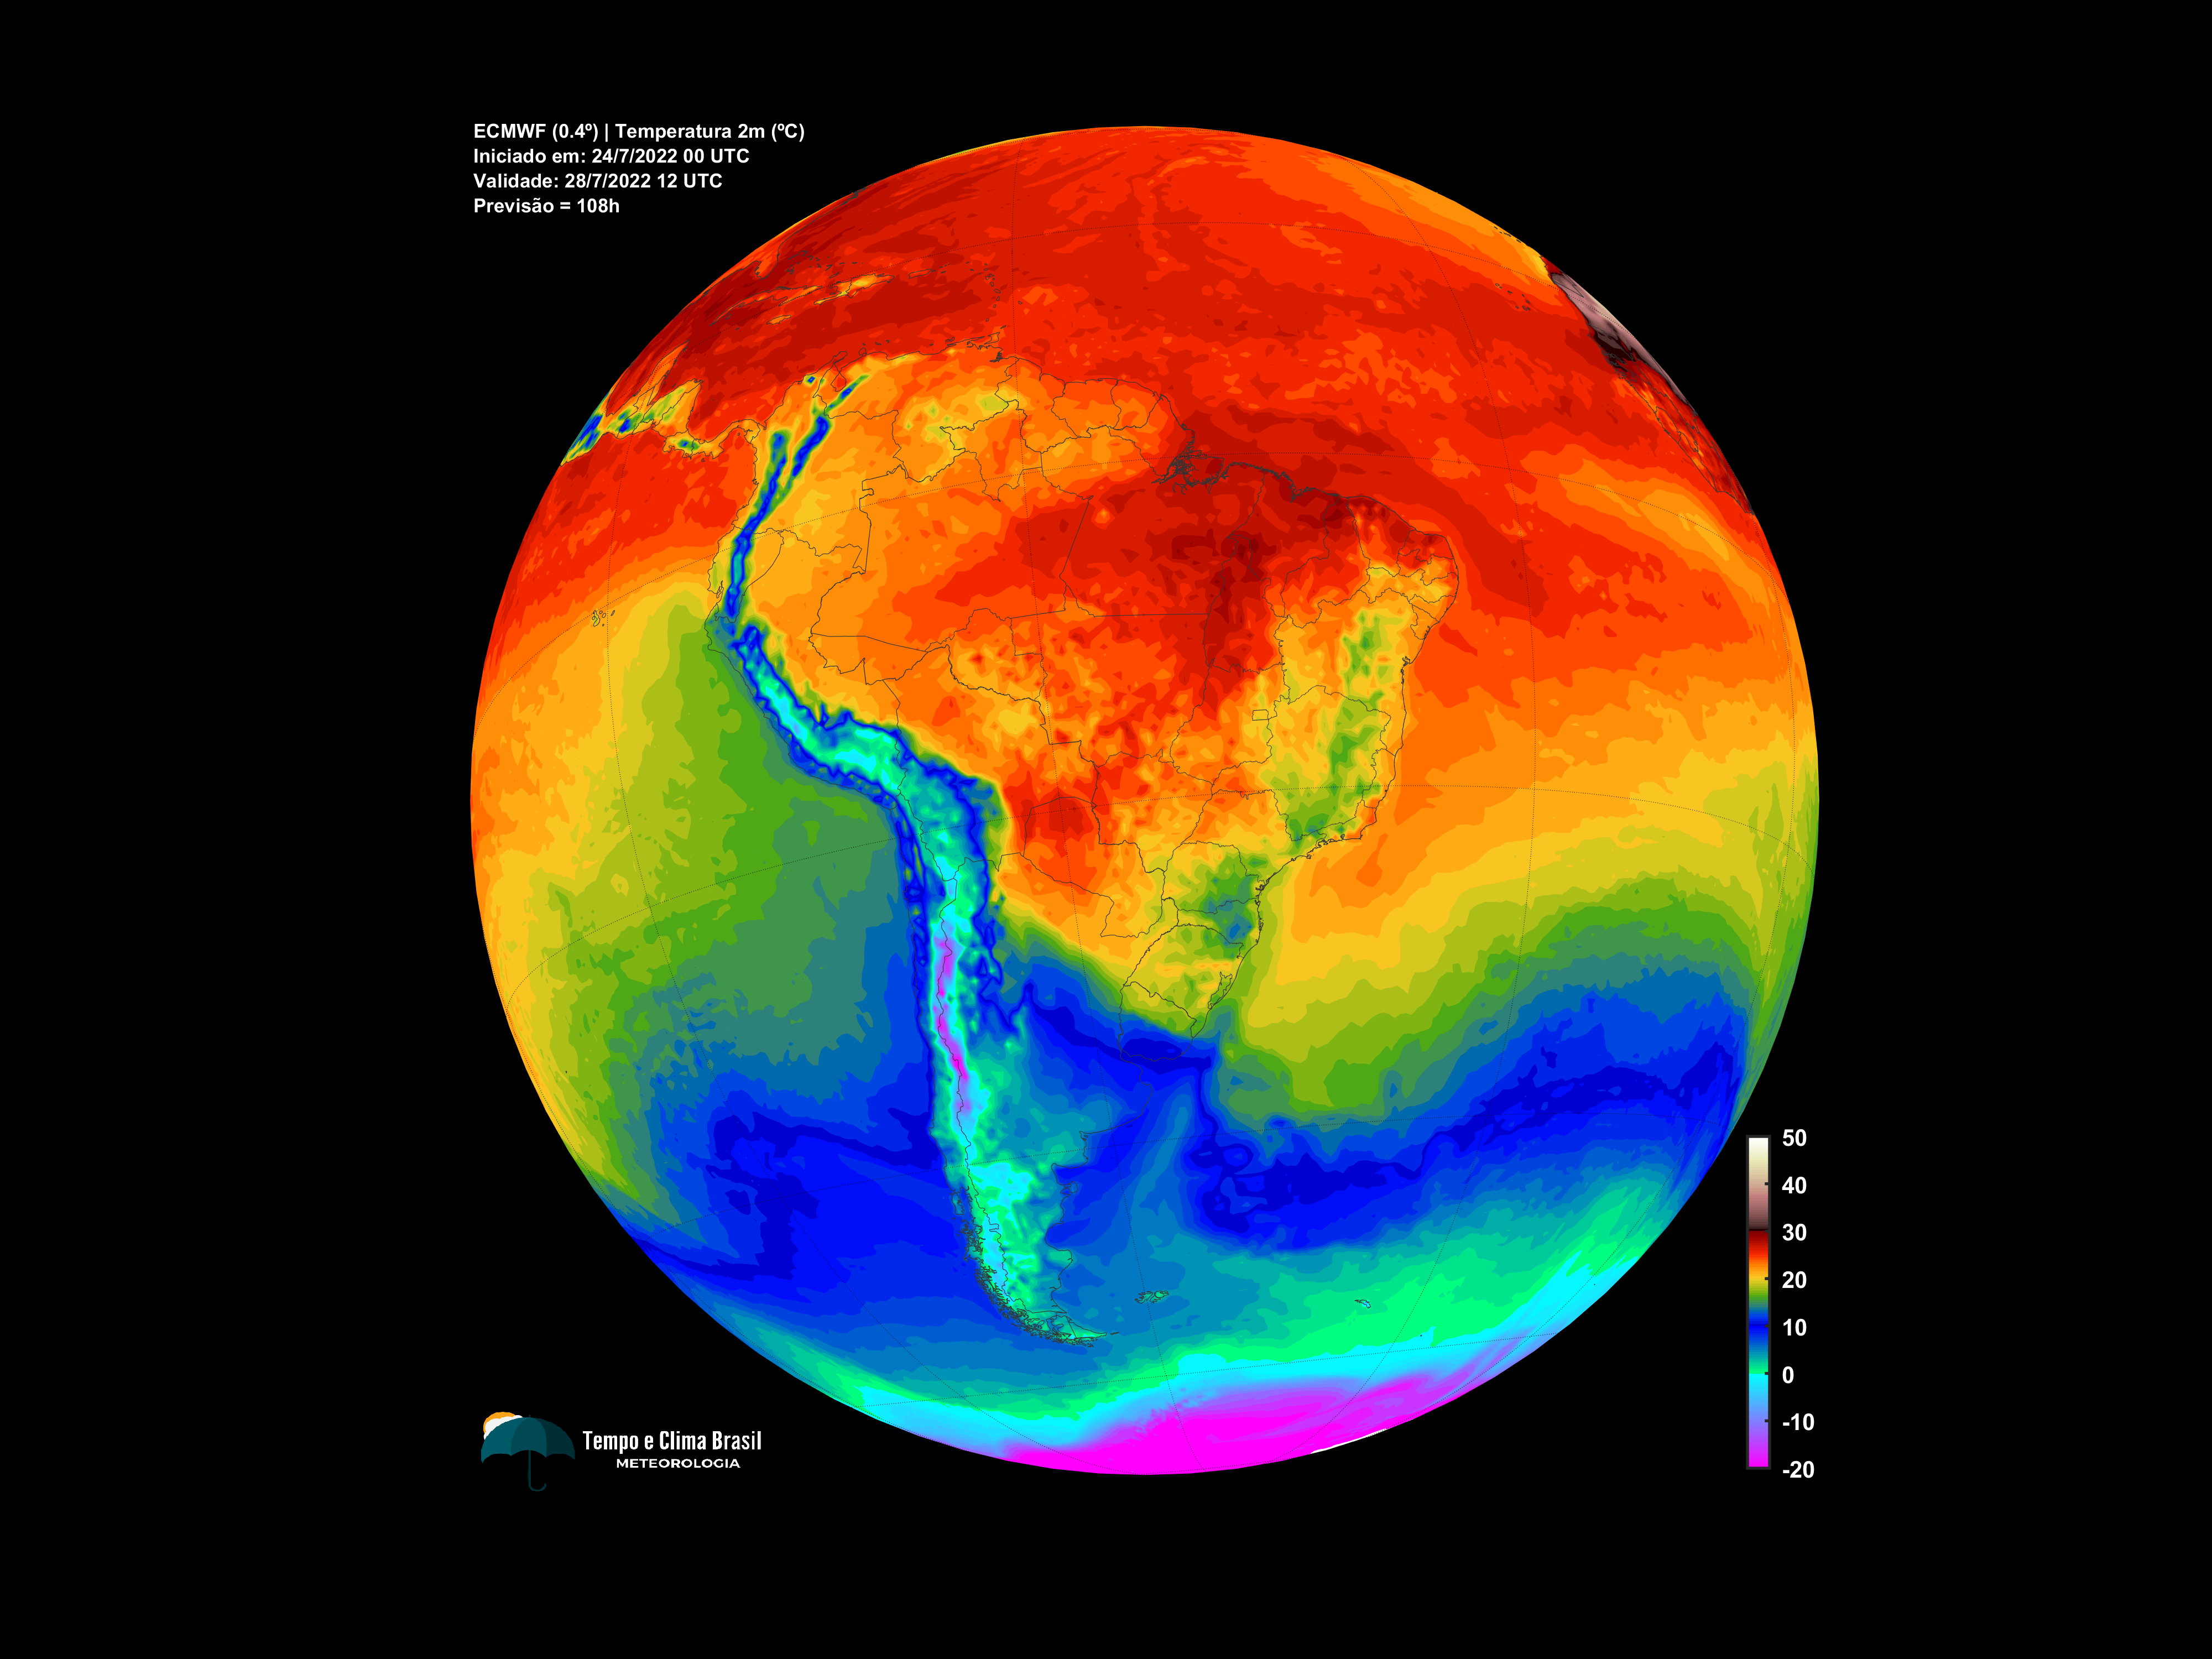 ECMWF (0.4º) | Temperatura 2m (ºC)
Iniciado em: 24/7/2022 00 UTC
Validade: 28/7/2022 12 UTC
Previsão = 108h
50
40
30
20
10
0
-10
-20
Tempo e Clima Brasil
METEOROLOGIA